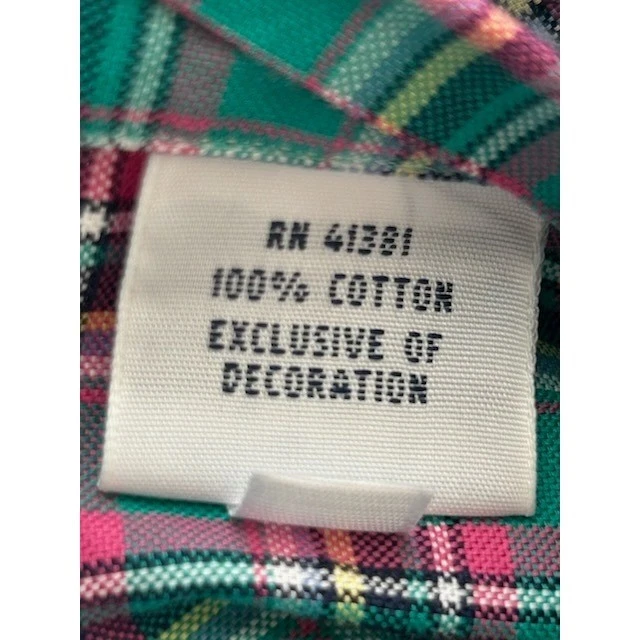 RN 41381
100% COTTON
EXCLUSIVE OF
DECORATION